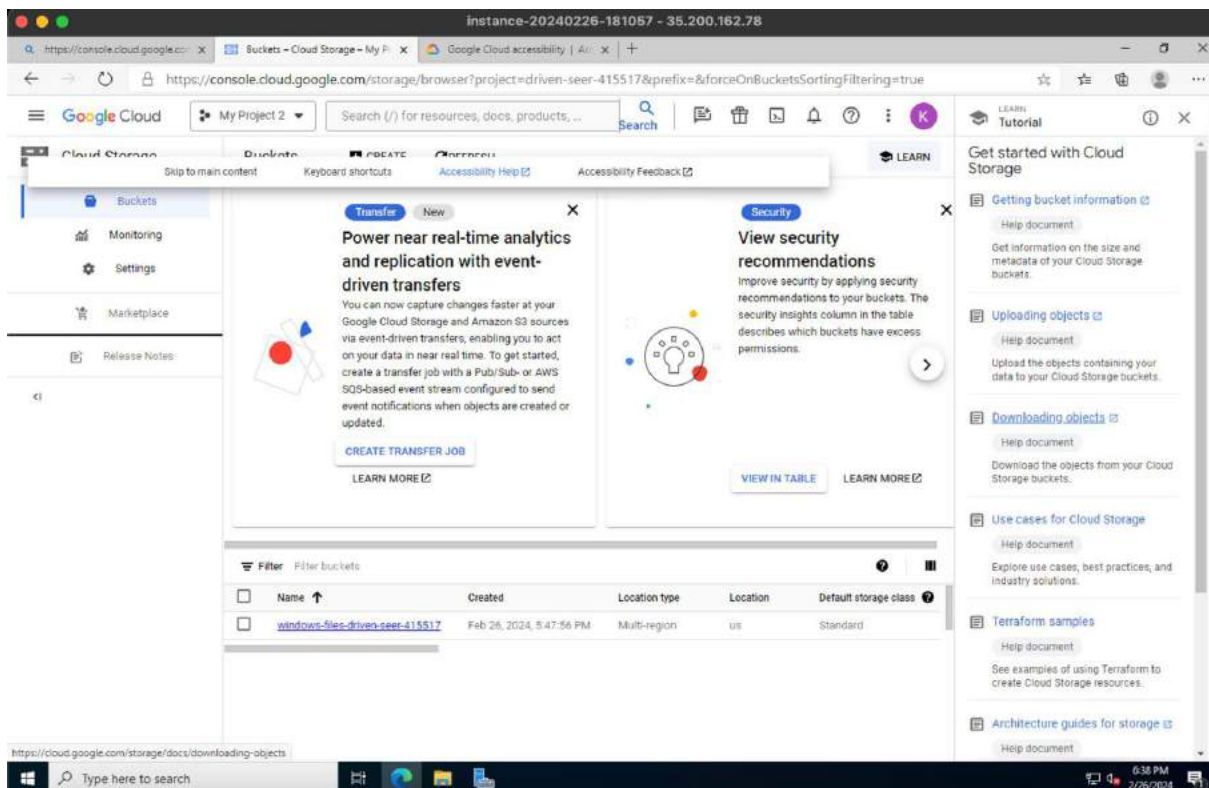 instance-20240226-181057 - 35.200.162.78
https://console.cloud.google.co
Buckets – Cloud Storage – My P
Google Cloud accessibility | A
https://console.cloud.google.com/storage/browser?project=driven-seer-415517&prefix=&forceOnBucketsSortingFiltering=true
Google Cloud
My Project 2
Search (/) for resources, docs, products, ...
Search
K
LEARN
Tutorial
Cloud Storage
Buckets
CREATE
REFRESH
LEARN
Skip to main content
Keyboard shortcuts
Accessibility Help
Accessibility Feedback
Buckets
Monitoring
Settings
Marketplace
Release Notes
Transfer
New
Power near real-time analytics
and replication with event-
driven transfers
You can now capture changes faster at your
Google Cloud Storage and Amazon S3 sources
via event-driven transfers, enabling you to act
on your data in near real time. To get started,
create a transfer job with a Pub/Sub- or AWS
SQS-based event stream configured to send
event notifications when objects are created or
updated.
CREATE TRANSFER JOB
LEARN MORE
Security
View security
recommendations
Improve security by applying security
recommendations to your buckets. The
security insights column in the table
describes which buckets have excess
permissions.
VIEW IN TABLE
LEARN MORE
Filter
Filter buckets
Name
Created
Location type
Location
Default storage class
windows-files-driven-seer-415517
Feb 26, 2024, 5:47:56 PM
Multi-region
us
Standard
Get started with Cloud
Storage
Getting bucket information
Help document
Get information on the size and
metadata of your Cloud Storage
buckets.
Uploading objects
Help document
Upload the objects containing your
data to your Cloud Storage buckets.
Downloading objects
Help document
Download the objects from your Cloud
Storage buckets.
Use cases for Cloud Storage
Help document
Explore use cases, best practices, and
industry solutions.
Terraform samples
Help document
See examples of using Terraform to
create Cloud Storage resources.
Architecture guides for storage
Help document
https://cloud.google.com/storage/docs/downloading-objects
Type here to search
6:38 PM
2/26/2024